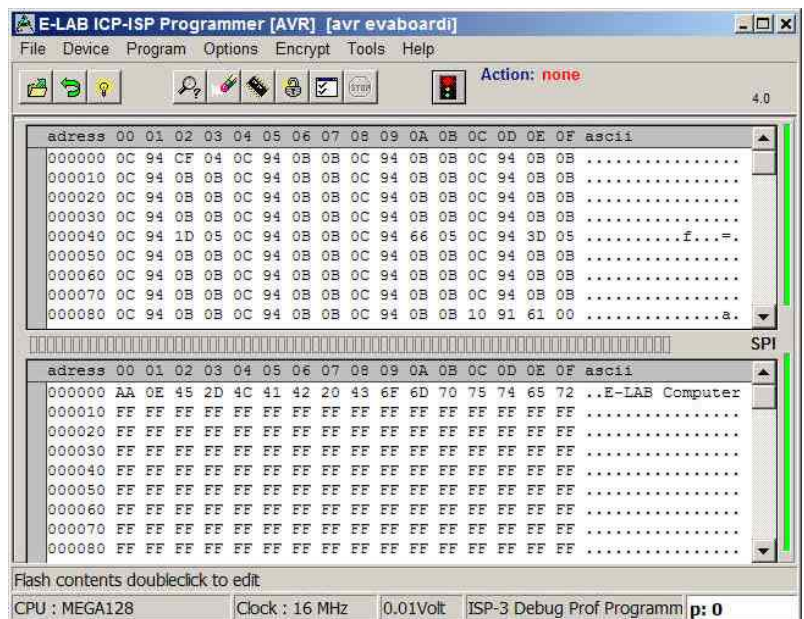 E-LAB ICP-ISP Programmer [AVR] [avr evaboardi]
File Device Program Options Encrypt Tools Help
STOP
Action: none
4.0
adress 00 01 02 03 04 05 06 07 08 09 0A 0B 0C 0D 0E 0F ascii
000000 0C 94 CF 04 0C 94 0B 0B 0C 94 0B 0B 0C 94 0B 0B ................
000010 0C 94 0B 0B 0C 94 0B 0B 0C 94 0B 0B 0C 94 0B 0B ................
000020 0C 94 0B 0B 0C 94 0B 0B 0C 94 0B 0B 0C 94 0B 0B ................
000030 0C 94 0B 0B 0C 94 0B 0B 0C 94 0B 0B 0C 94 0B 0B ................
000040 0C 94 1D 05 0C 94 0B 0B 0C 94 66 05 0C 94 3D 05 ..........f...=.
000050 0C 94 0B 0B 0C 94 0B 0B 0C 94 0B 0B 0C 94 0B 0B ................
000060 0C 94 0B 0B 0C 94 0B 0B 0C 94 0B 0B 0C 94 0B 0B ................
000070 0C 94 0B 0B 0C 94 0B 0B 0C 94 0B 0B 0C 94 0B 0B ................
000080 0C 94 0B 0B 0C 94 0B 0B 0C 94 0B 0B 10 91 61 00 ..............a.
SPI
adress 00 01 02 03 04 05 06 07 08 09 0A 0B 0C 0D 0E 0F ascii
000000 AA 0E 45 2D 4C 41 42 20 43 6F 6D 70 75 74 65 72 ..E-LAB Computer
000010 FF FF FF FF FF FF FF FF FF FF FF FF FF FF FF FF ................
000020 FF FF FF FF FF FF FF FF FF FF FF FF FF FF FF FF ................
000030 FF FF FF FF FF FF FF FF FF FF FF FF FF FF FF FF ................
000040 FF FF FF FF FF FF FF FF FF FF FF FF FF FF FF FF ................
000050 FF FF FF FF FF FF FF FF FF FF FF FF FF FF FF FF ................
000060 FF FF FF FF FF FF FF FF FF FF FF FF FF FF FF FF ................
000070 FF FF FF FF FF FF FF FF FF FF FF FF FF FF FF FF ................
000080 FF FF FF FF FF FF FF FF FF FF FF FF FF FF FF FF ................
Flash contents doubleclick to edit
CPU : MEGA128 Clock : 16 MHz 0.01Volt ISP-3 Debug Prof Programm p: 0